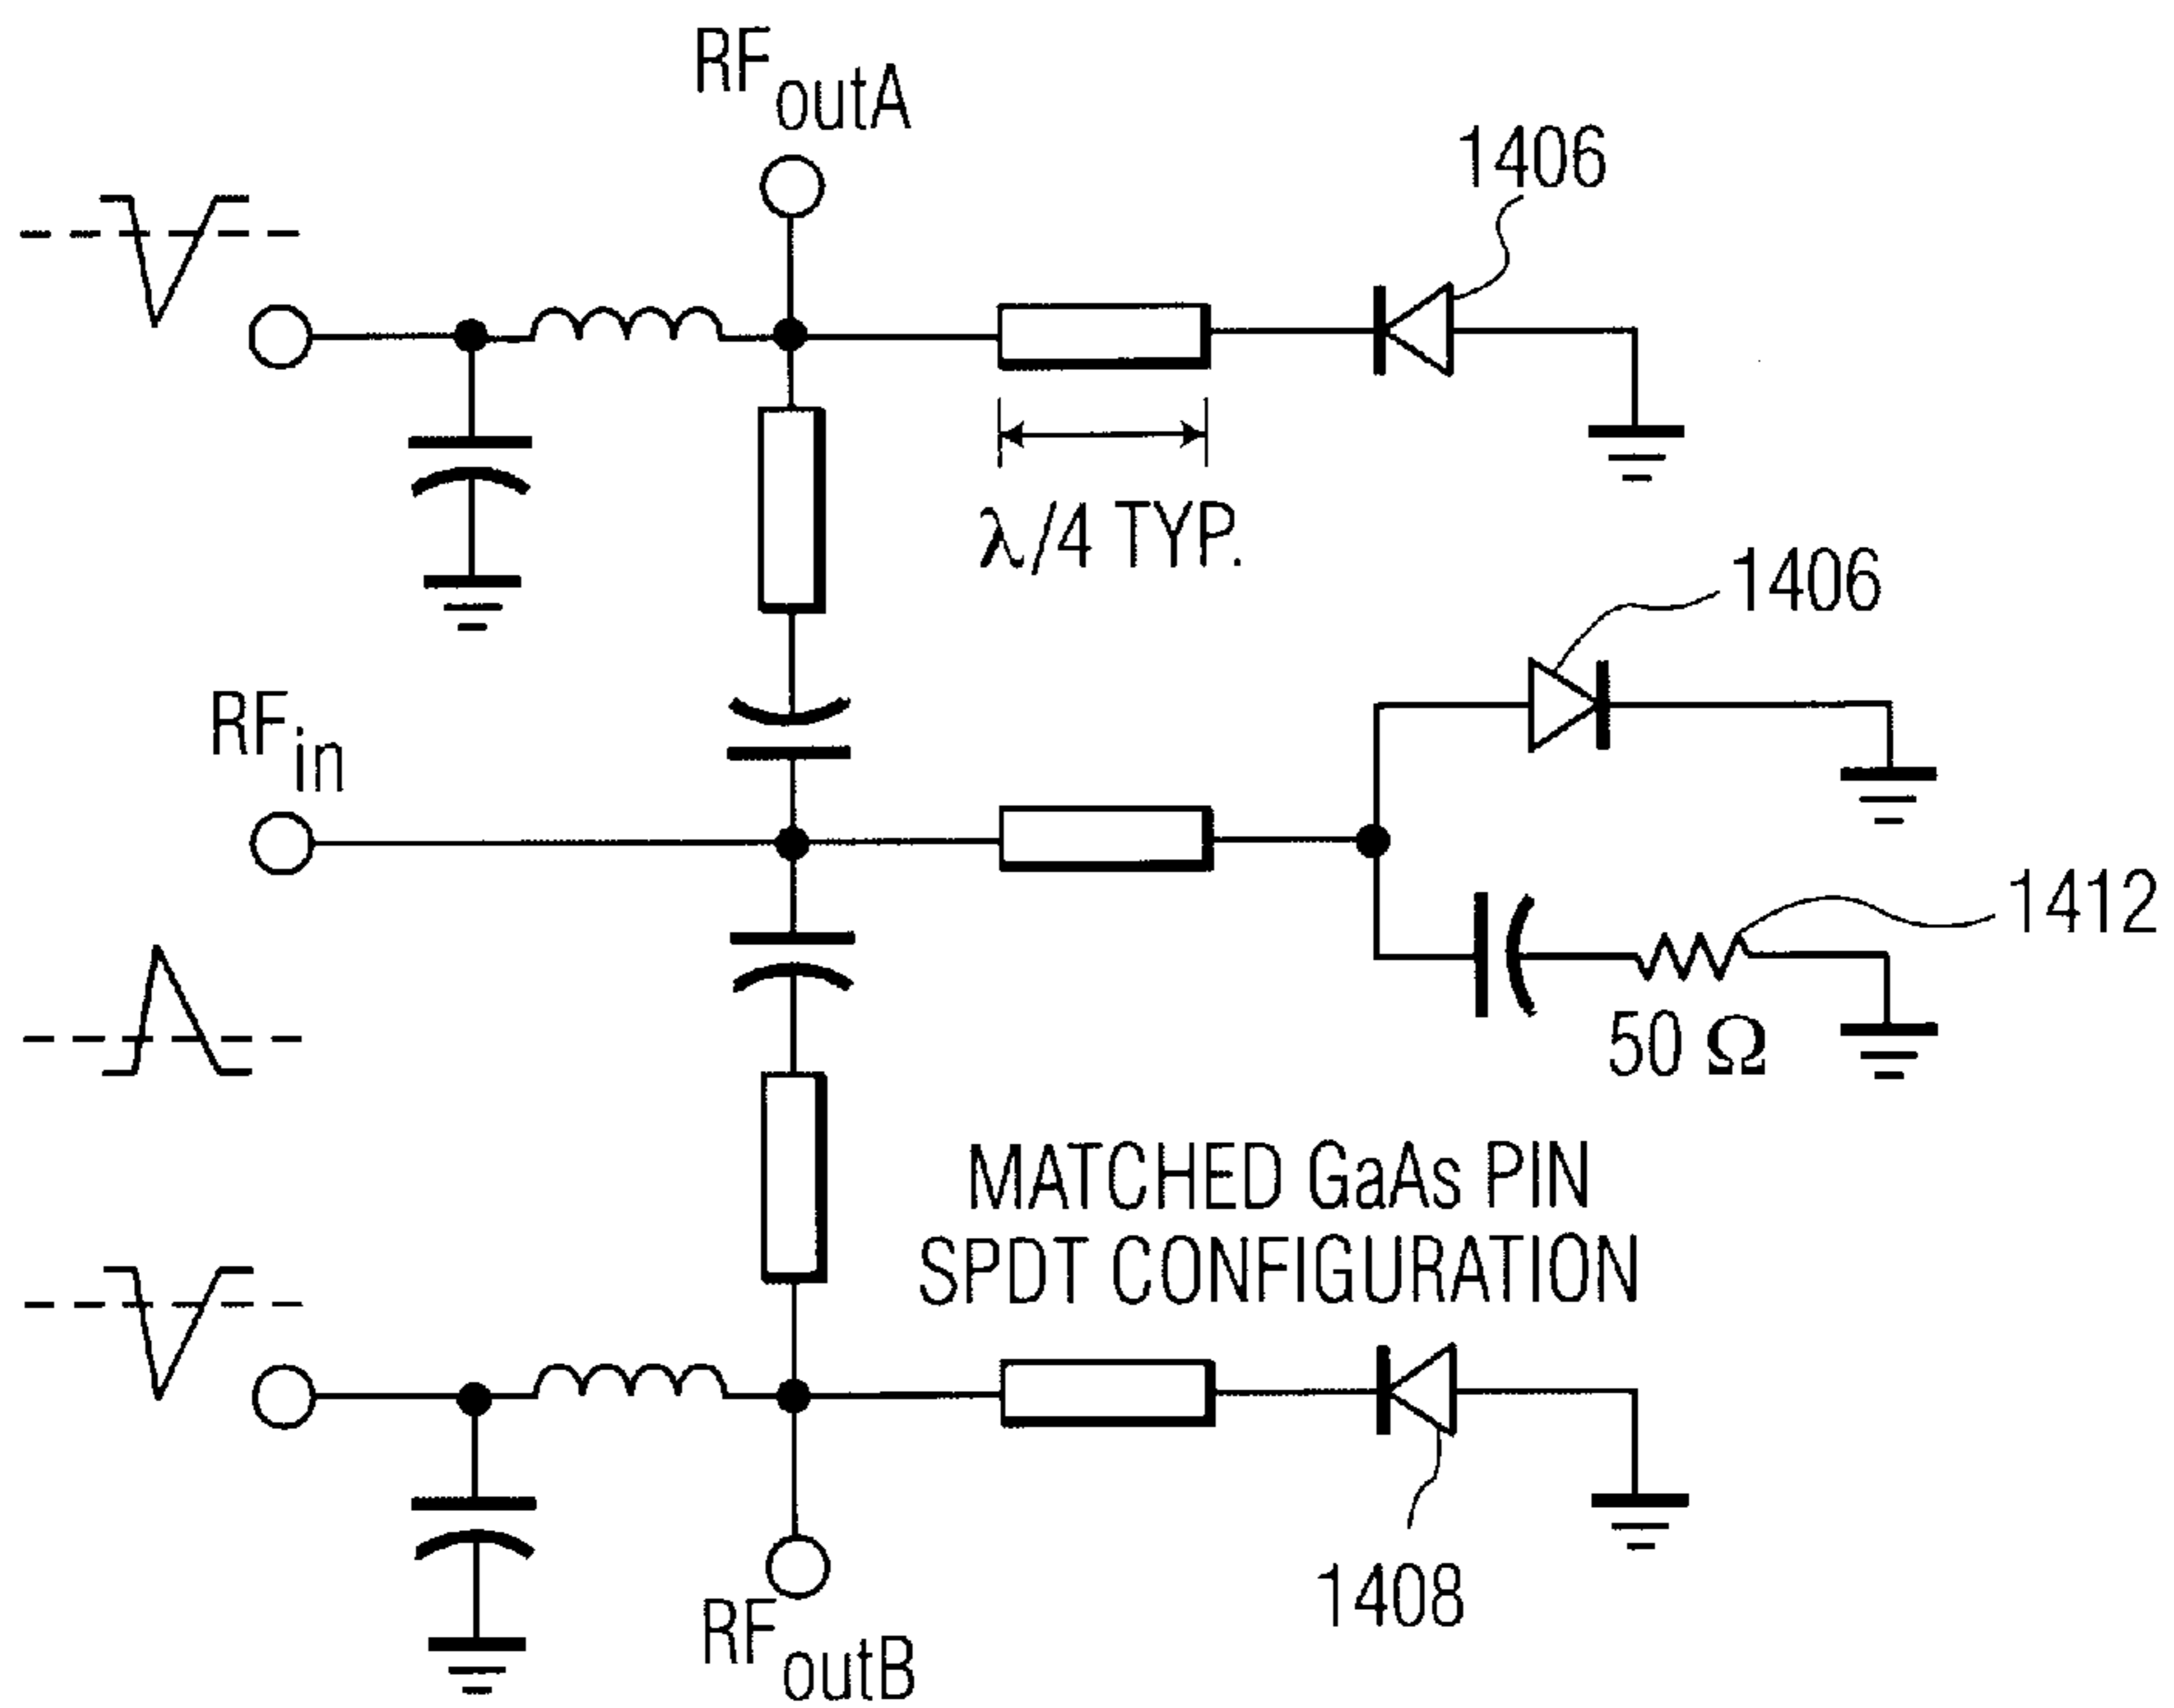 RFoutA
1406
λ/4 TYP.
1406
RFin
1412
50 Ω
MATCHED GaAs PIN
SPDT CONFIGURATION
1408
RFoutB